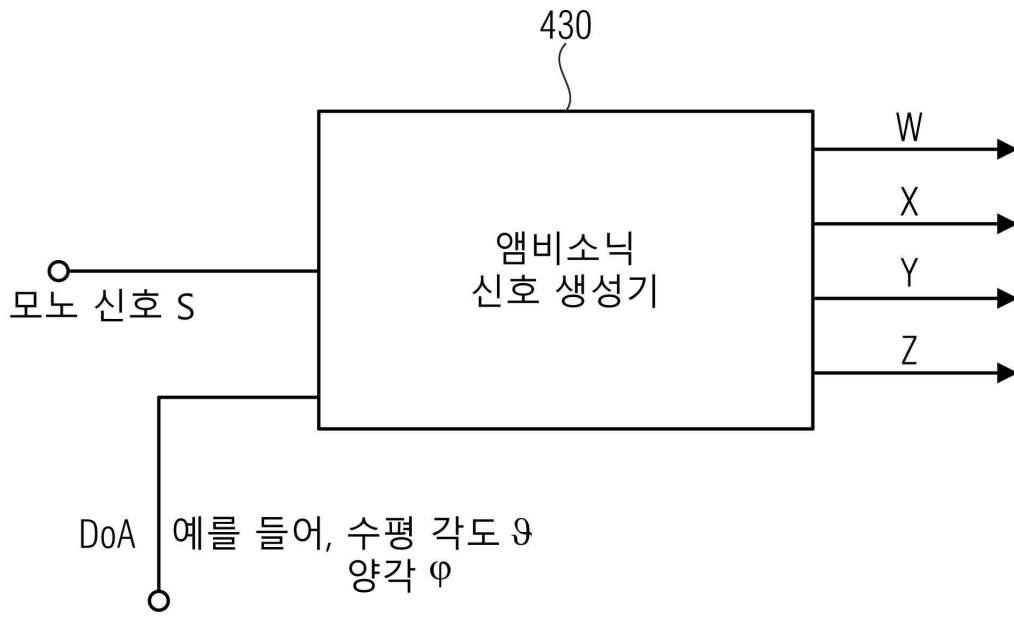 430
W
X
앰비소닉
신호 생성기
Y
모노 신호 S
Z
DoA 예를 들어, 수평 각도 ϑ
양각 φ